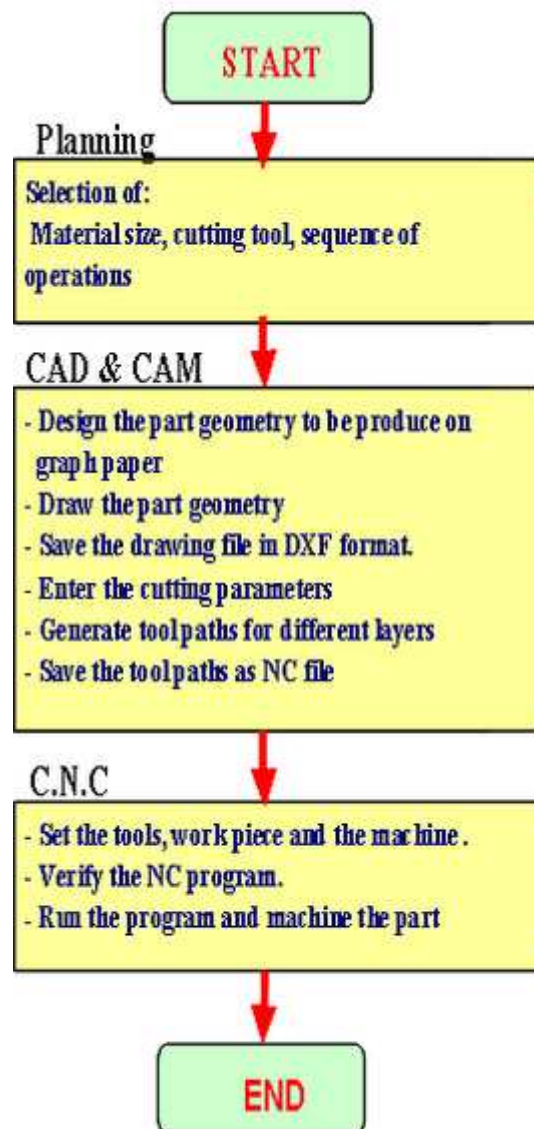 START
Planning
Selection of:
Material size, cutting tool, sequence of
operations
CAD & CAM
- Design the part geometry to be produce on
graph paper
- Draw the part geometry
- Save the drawing file in DXF format.
- Enter the cutting parameters
- Generate toolpaths for different layers
- Save the toolpaths as NC file
C.N.C
- Set the tools, work piece and the machine.
- Verify the NC program.
- Run the program and machine the part
END